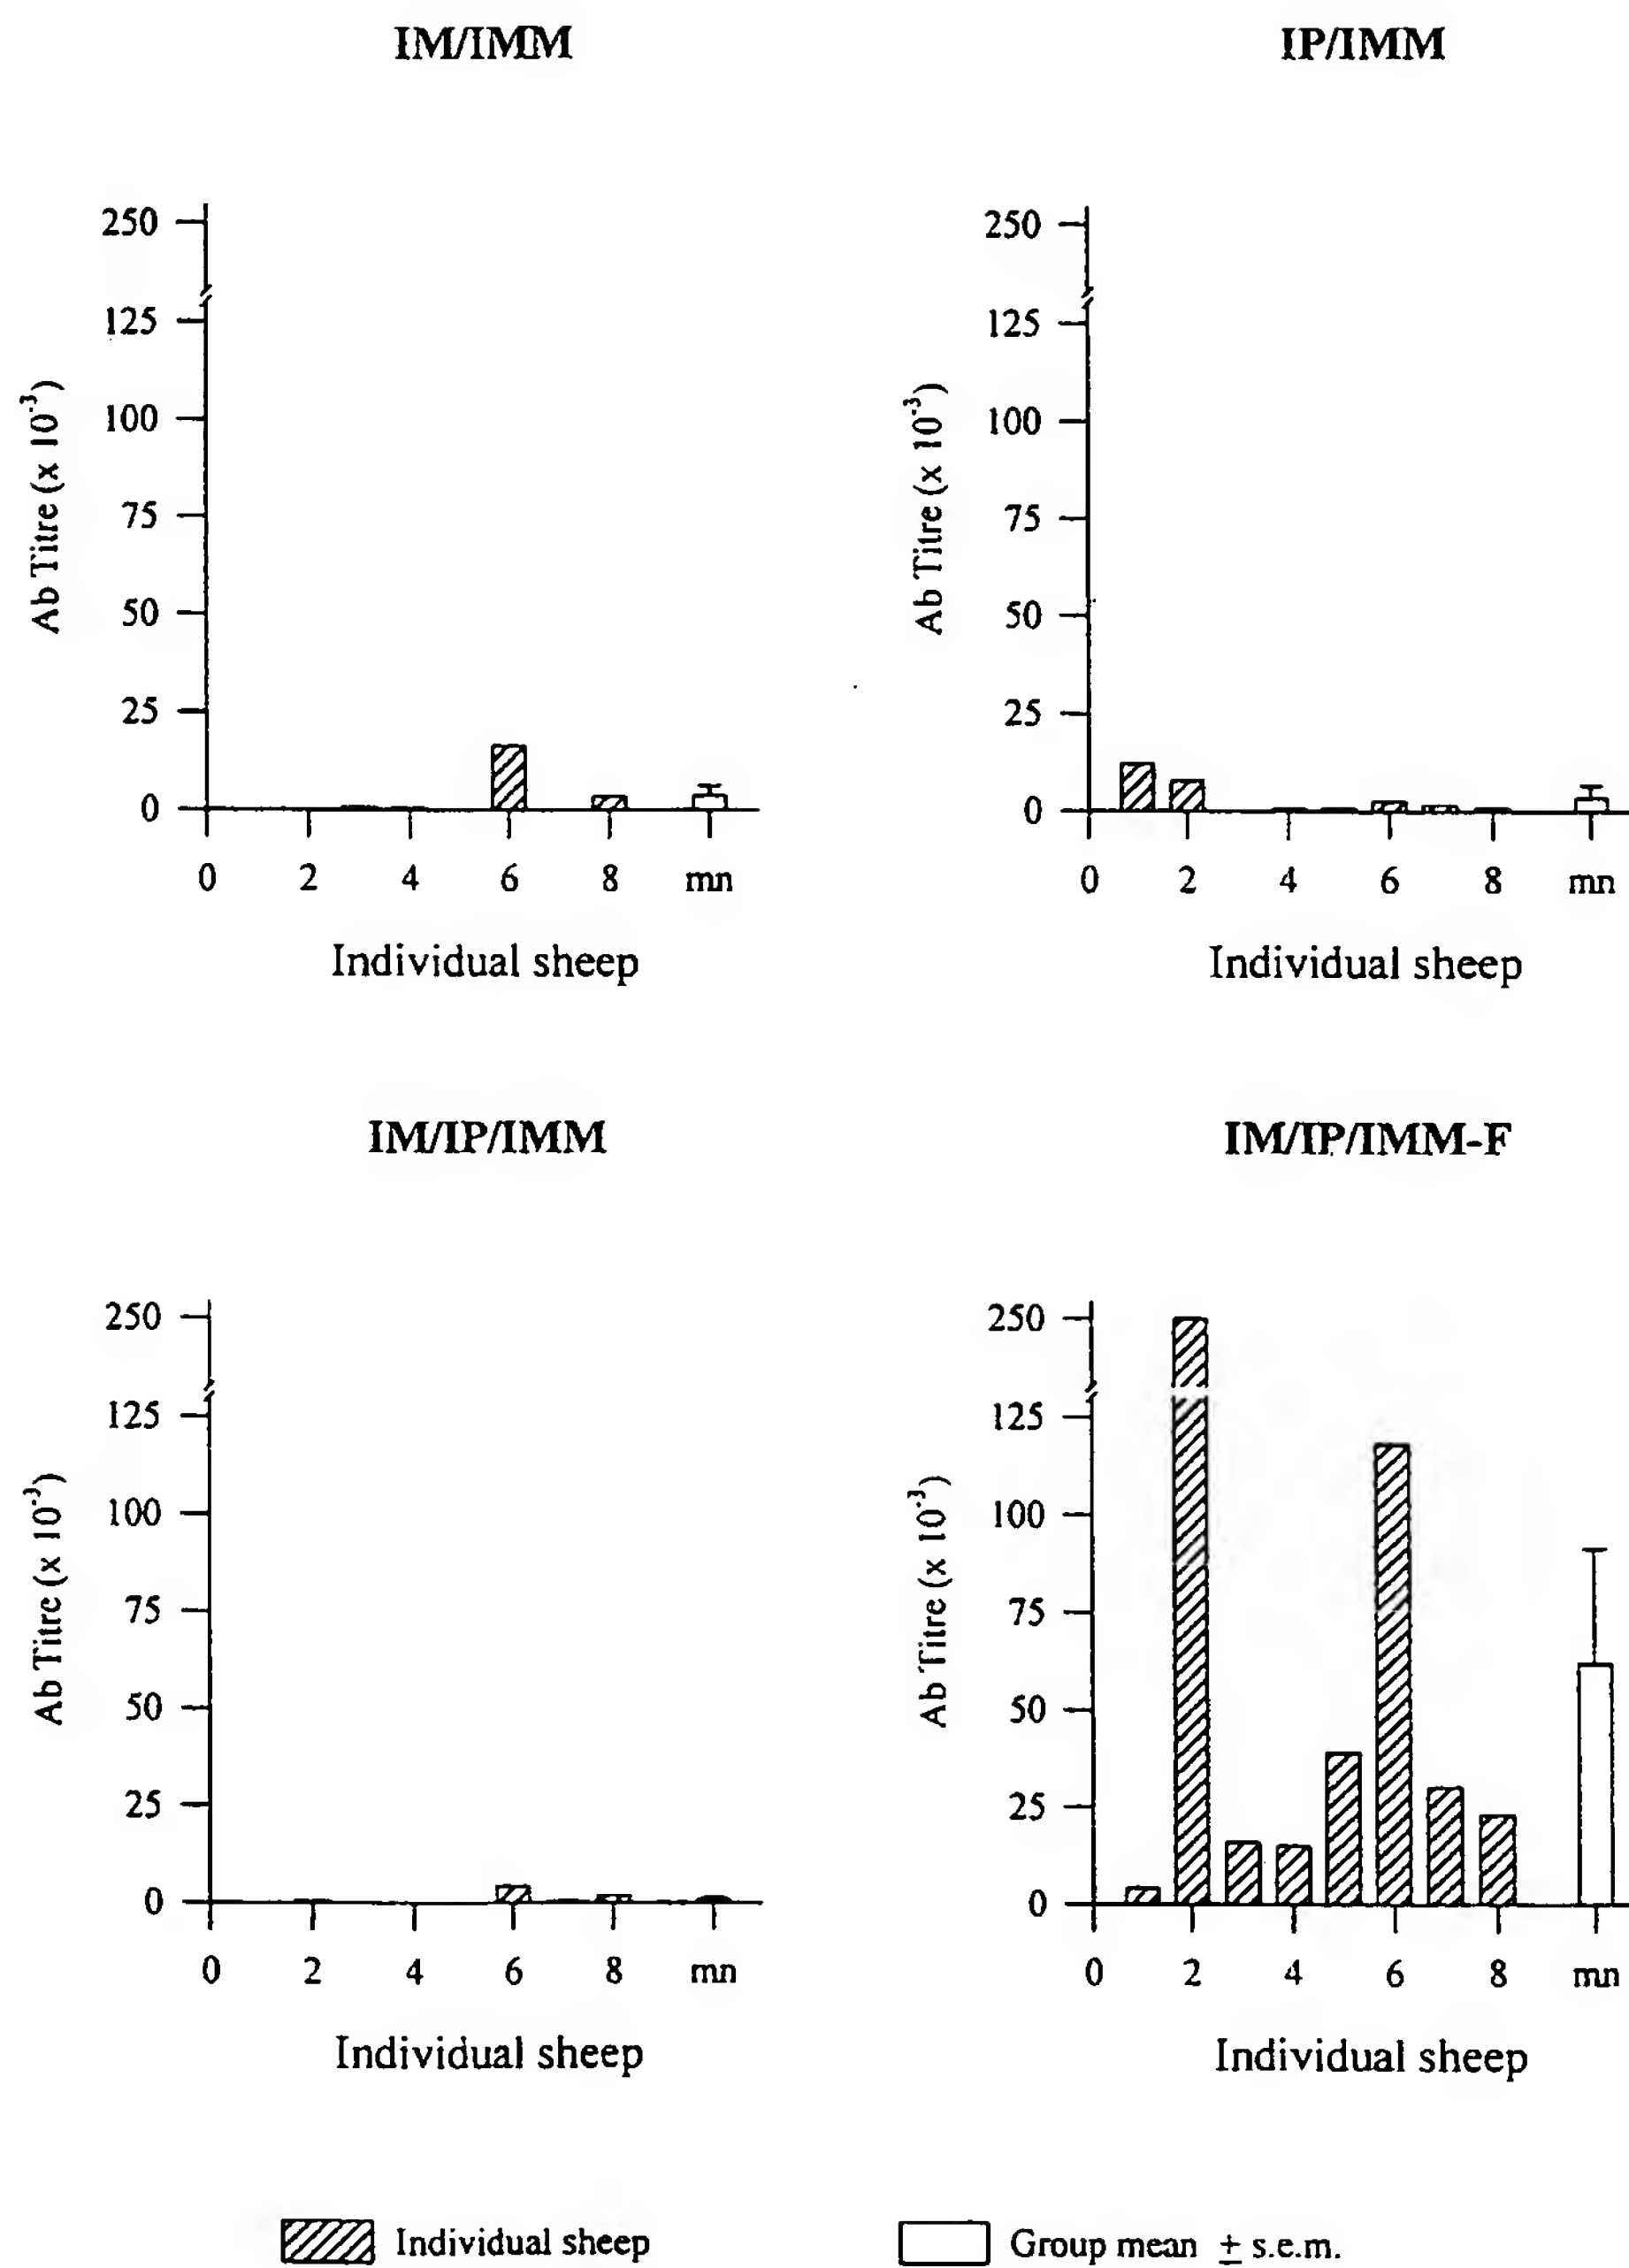 IM/IMM
250
125
100
75
50
25
0
Ab Titre (x 10-3)
0 2 4 6 8 mn
Individual sheep
IP/IMM
250
125
100
75
50
25
0
Ab Titre (x 10-3)
0 2 4 6 8 mn
Individual sheep
IM/IP/IMM
250
125
100
75
50
25
0
Ab Titre (x 10-3)
0 2 4 6 8 mn
Individual sheep
IM/IP/IMM-F
250
125
100
75
50
25
0
Ab Titre (x 10-3)
0 2 4 6 8 mn
Individual sheep
Individual sheep
Group mean ± s.e.m.